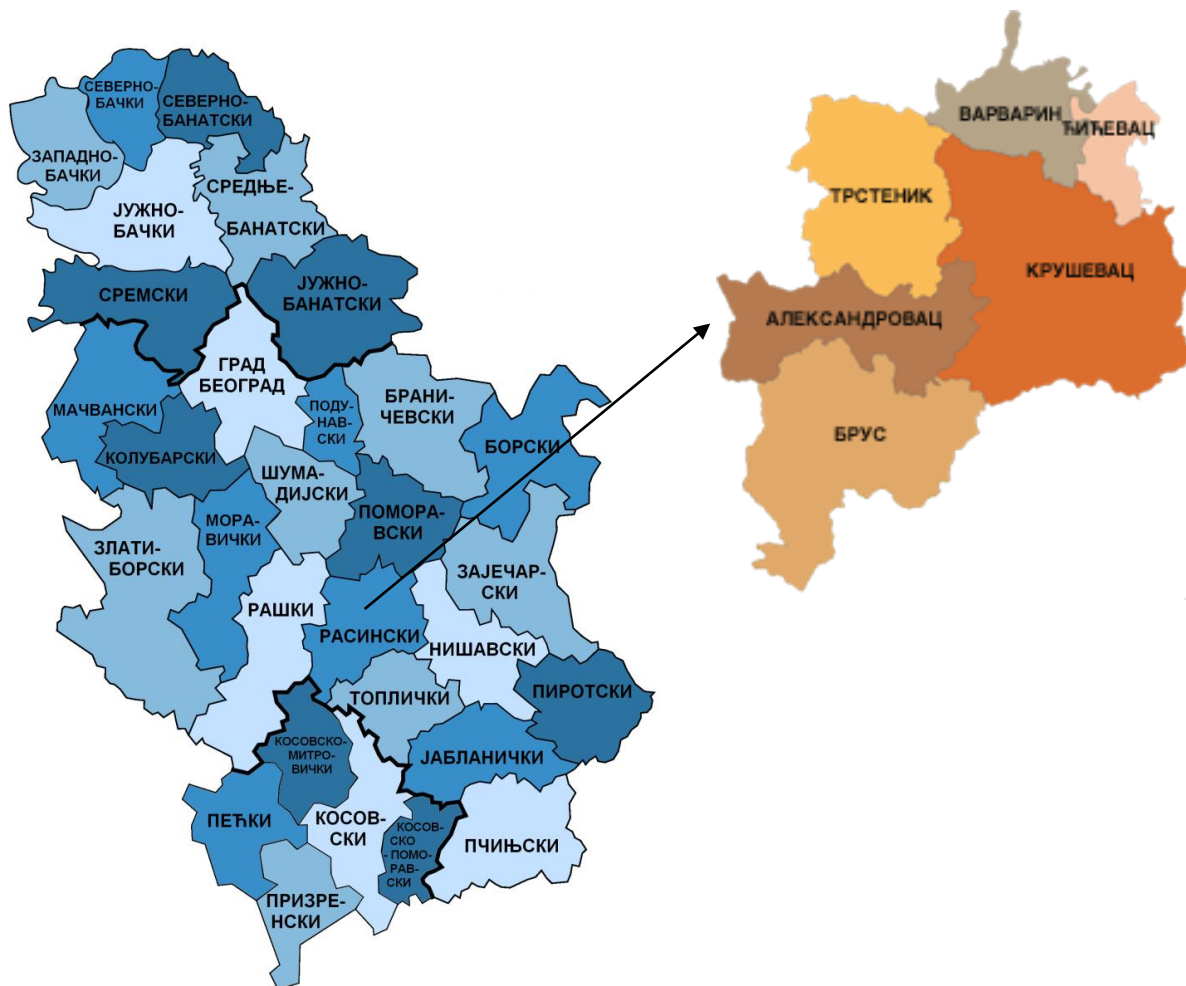 СЕВЕРНО-
БАЧКИ
СЕВЕРНО-
БАНАТСКИ
ЗАПАДНО-
БАЧКИ
СРЕДЊЕ-
БАНАТСКИ
ЈУЖНО-
БАЧКИ
ЈУЖНО-
БАНАТСКИ
СРЕМСКИ
ГРАД
БЕОГРАД
МАЧВАНСКИ
ПОДУ-
НАВ-
СКИ
БРАНИ-
ЧЕВСКИ
БОРСКИ
КОЛУБАРСКИ
ШУМА-
ДИЈСКИ
ПОМОРА-
ВСКИ
МОРА-
ВИЧКИ
ЗЛАТИ-
БОРСКИ
ЗАЈЕЧАР-
СКИ
РАШКИ
РАСИНСКИ
НИШАВСКИ
ПИРОТСКИ
ТОПЛИЧКИ
КОСОВСКО-
МИТРО-
ВИЧКИ
ЈАБЛАНИЧКИ
ПЕЋКИ
КОСОВ-
СКИ
КОСОВ-
СКО
- ПОМО-
РАВ-
СКИ
ПЧИЊСКИ
ПРИЗРЕ-
НСКИ
ВАРВАРИН
ЋИЋЕВАЦ
ТРСТЕНИК
КРУШЕВАЦ
АЛЕКСАНДРОВАЦ
БРУС